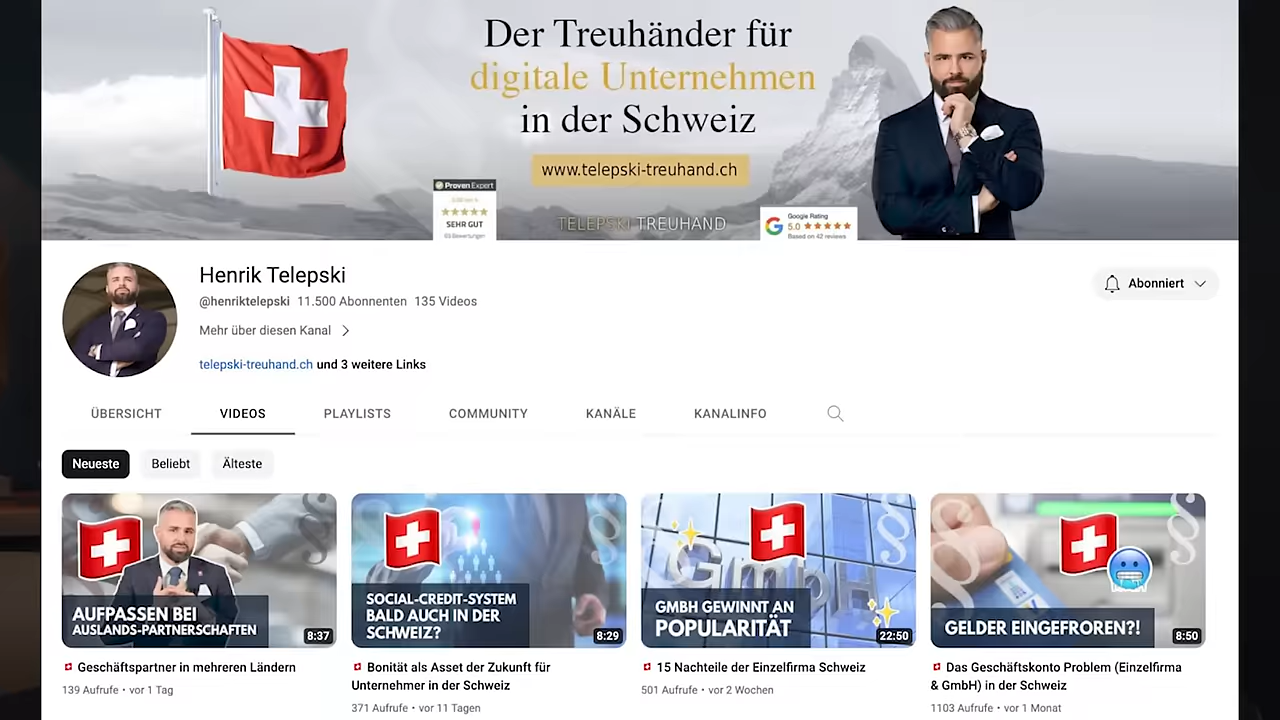 Der Treuhänder für
digitale Unternehmen
in der Schweiz
www.telepski-treuhand.ch
ProvenExpert
SEHR GUT
TELEPSKI TREUHAND
Google Rating
5.0
Based on 42 reviews
Henrik Telepski
@henriktelepski 11.500 Abonnenten 135 Videos
Mehr über diesen Kanal
telepski-treuhand.ch und 3 weitere Links
Abonniert
ÜBERSICHT VIDEOS PLAYLISTS COMMUNITY KANÄLE KANALINFO
Neueste Beliebt Älteste
AUFPASSEN BEI
AUSLANDS-PARTNERSCHAFTEN
8:37
Geschäftspartner in mehreren Ländern
139 Aufrufe • vor 1 Tag
SOCIAL-CREDIT-SYSTEM
BALD AUCH IN DER
SCHWEIZ?
8:29
Bonität als Asset der Zukunft für
Unternehmer in der Schweiz
371 Aufrufe • vor 11 Tagen
GmbH
GMBH GEWINNT AN
POPULARITÄT
22:50
15 Nachteile der Einzelfirma Schweiz
501 Aufrufe • vor 2 Wochen
GELDER EINGEFROREN?!
8:50
Das Geschäftskonto Problem (Einzelfirma
& GmbH) in der Schweiz
1103 Aufrufe • vor 1 Monat